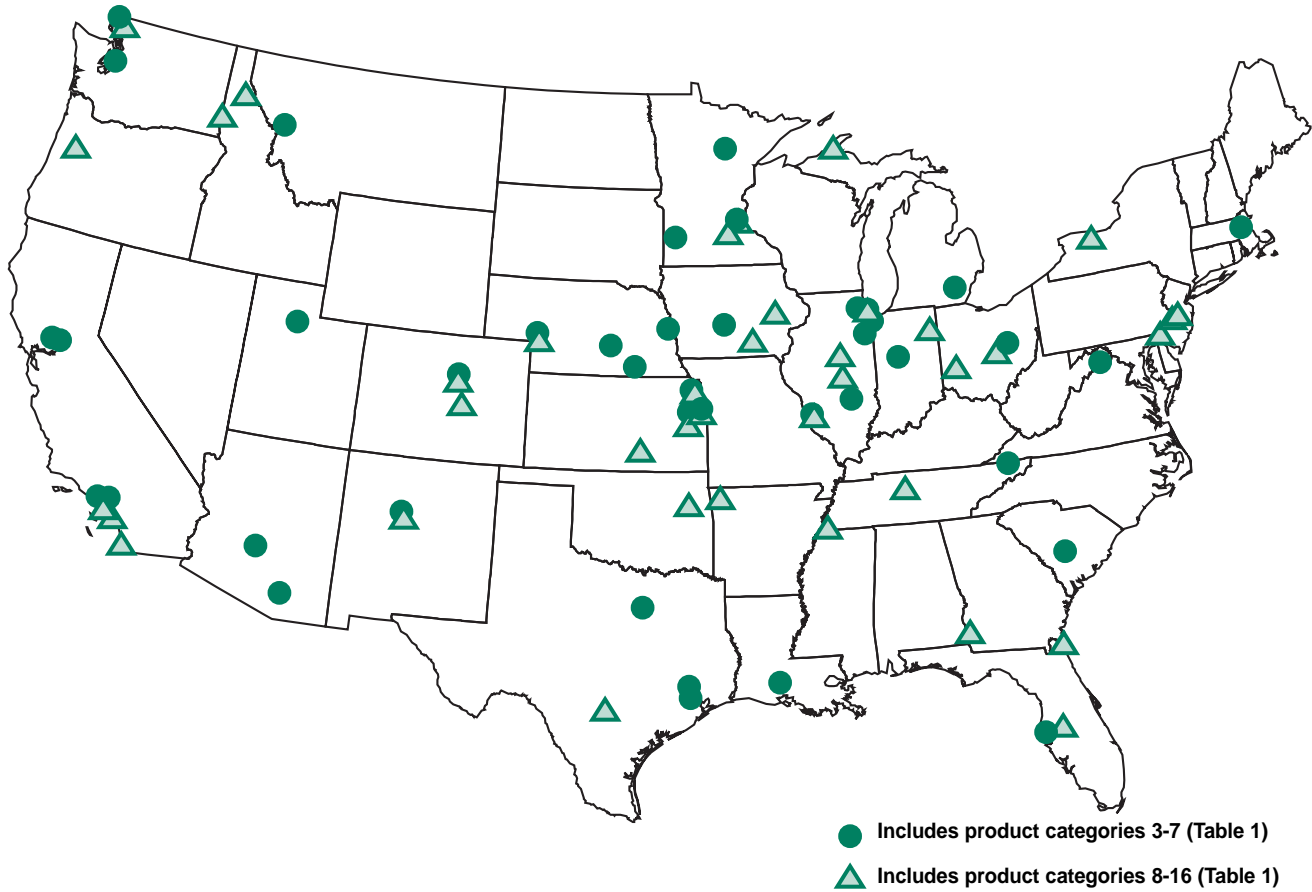 Includes product categories 3-7 (Table 1)
Includes product categories 8-16 (Table 1)